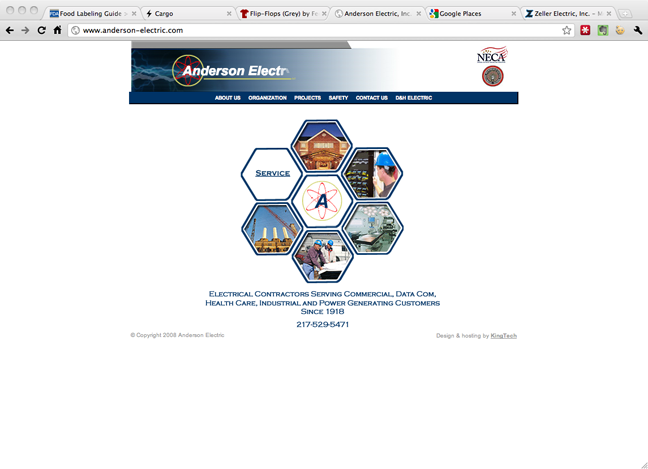 Food Labeling Guide >
Cargo
Flip-Flops (Grey) by Fe
Anderson Electric, Inc
Google Places
Zeller Electric, Inc. – M
www.anderson-electric.com
Anderson Electr
NECA
ABOUT US ORGANIZATION PROJECTS SAFETY CONTACT US D&H ELECTRIC
Service
A
Electrical Contractors Serving Commercial, Data Com,
Health Care, Industrial and Power Generating Customers
Since 1918
217-529-5471
© Copyright 2008 Anderson Electric
Design & hosting by KingTech